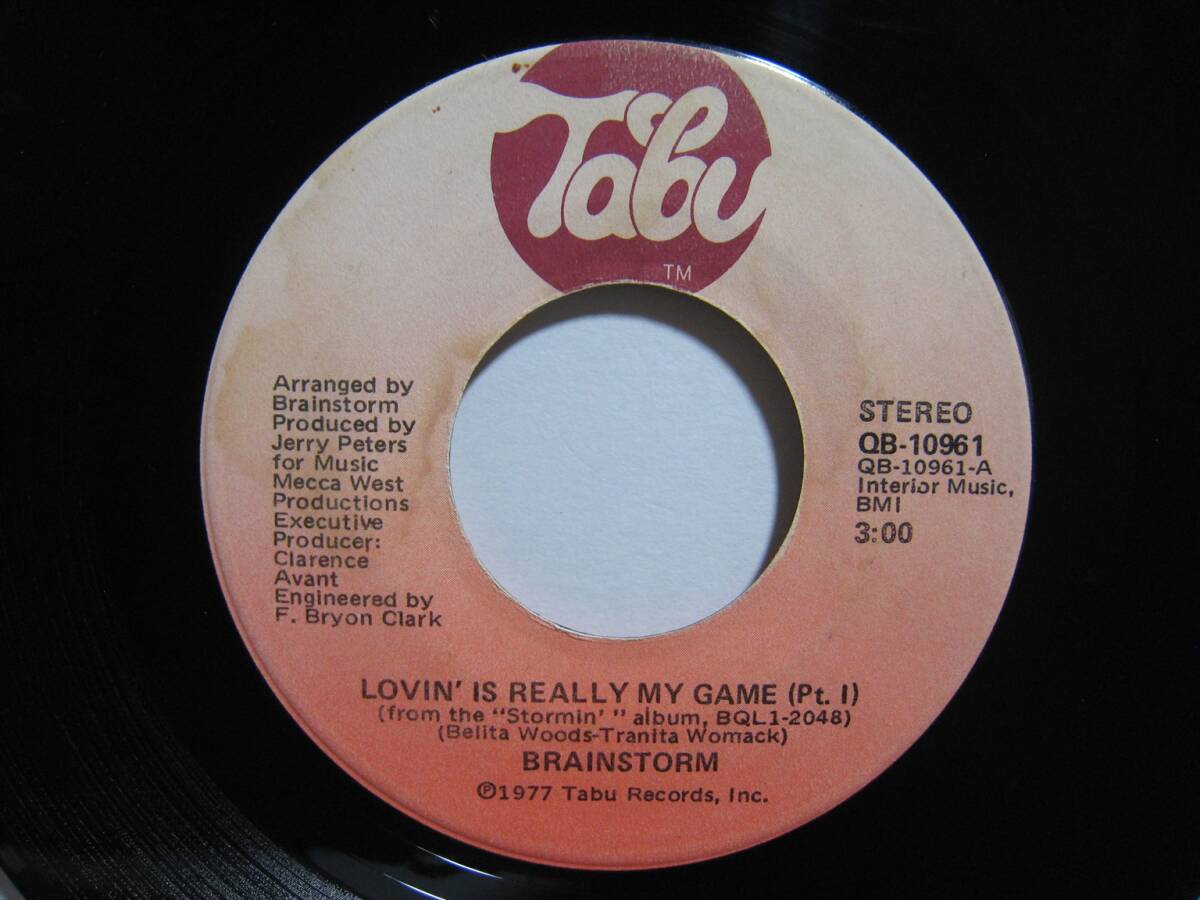 Tabu
TM
Arranged by
Brainstorm
Produced by
Jerry Peters
for Music
Mecca West
Productions
Executive
Producer:
Clarence
Avant
Engineered by
F. Bryon Clark
STEREO
QB-10961
QB-10961-A
Interior Music,
BMI
3:00
LOVIN' IS REALLY MY GAME (Pt. I)
(from the "Stormin' " album, BQL1-2048)
(Belita Woods-Tranita Womack)
BRAINSTORM
℗1977 Tabu Records, Inc.